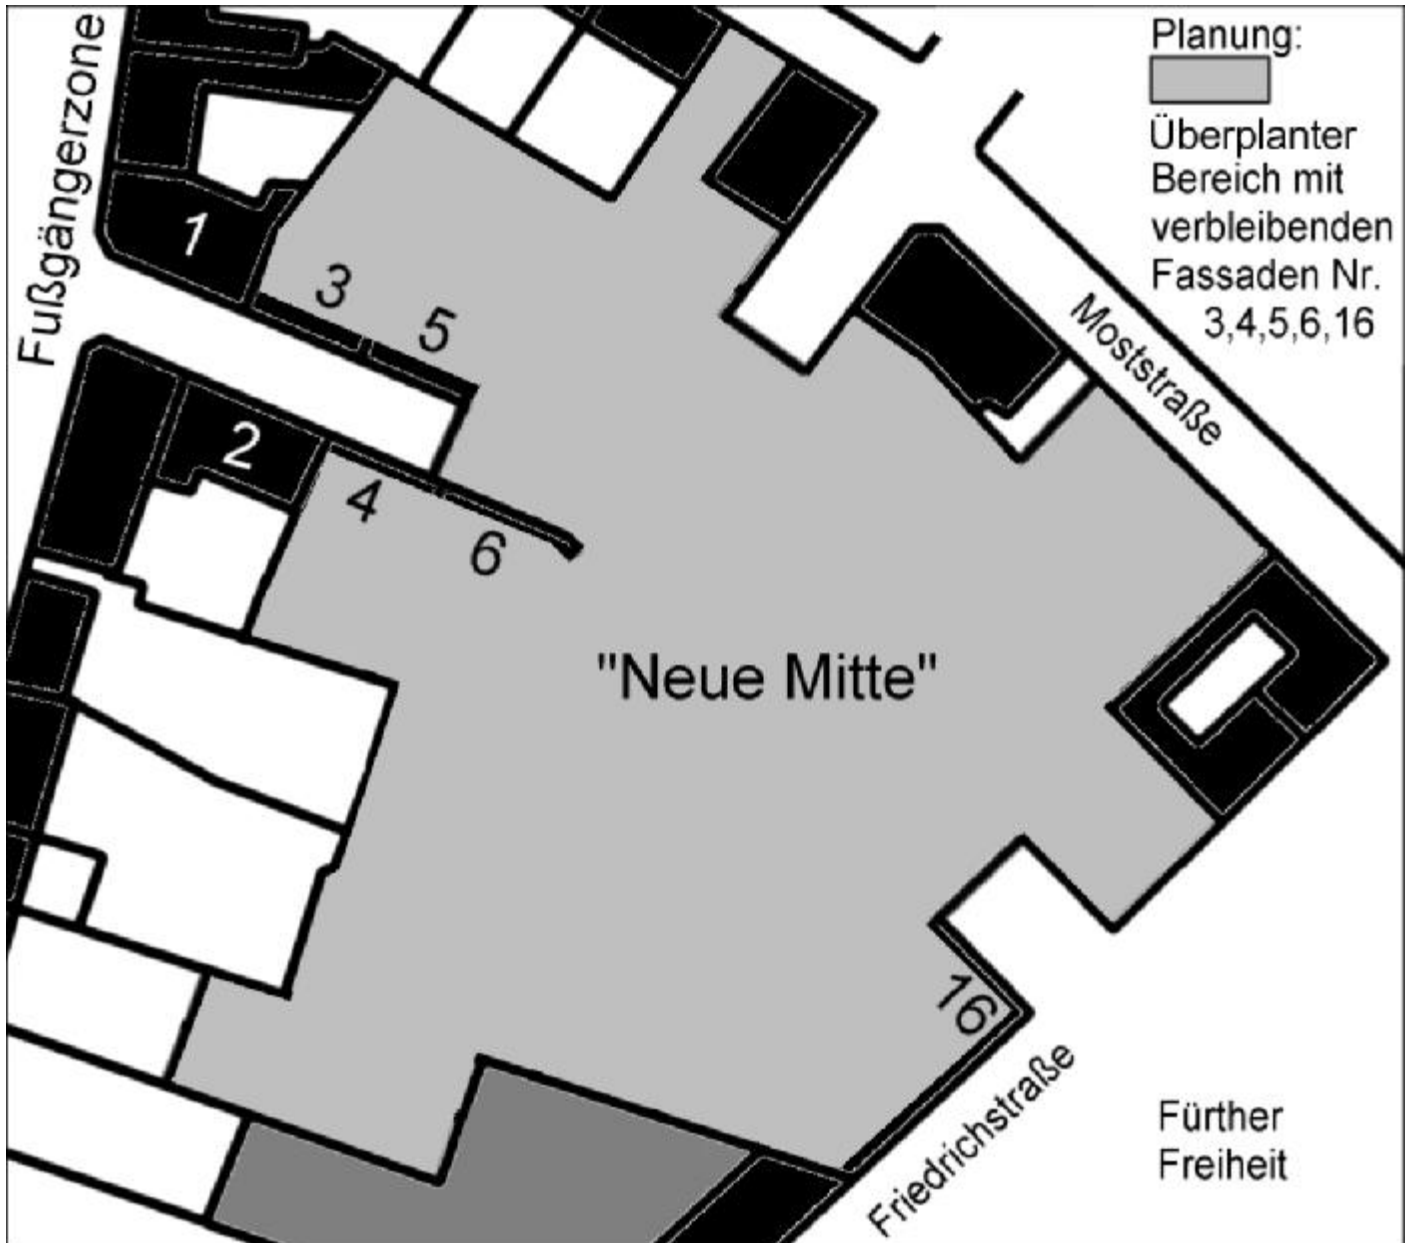 Planung:
Überplanter
Bereich mit
verbleibenden
Fassaden Nr.
3,4,5,6,16
Fußgängerzone
1
3
5
2
4
6
Moststraße
"Neue Mitte"
16
Friedrichstraße
Fürther
Freiheit